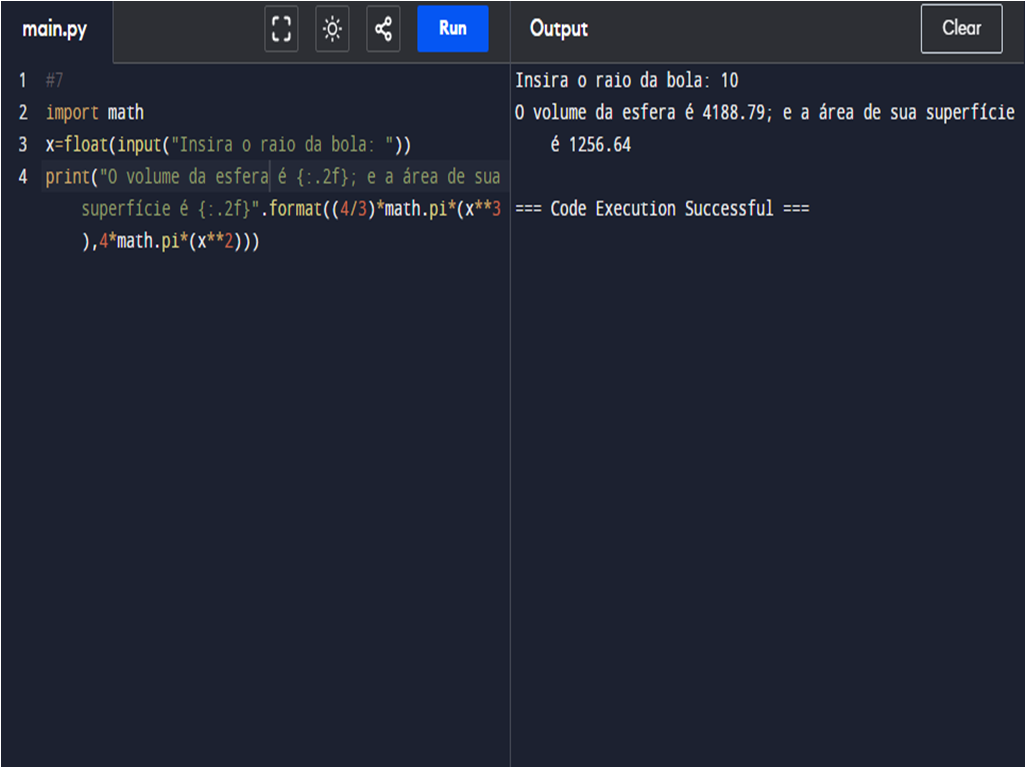 main.py
Run
Output
Clear
1 #7
2 import math
3 x=float(input("Insira o raio da bola: "))
4 print("O volume da esfera é {:.2f}; e a área de sua
superfície é {:.2f}".format((4/3)*math.pi*(x**3
),4*math.pi*(x**2)))
Insira o raio da bola: 10
O volume da esfera é 4188.79; e a área de sua superfície
é 1256.64
=== Code Execution Successful ===